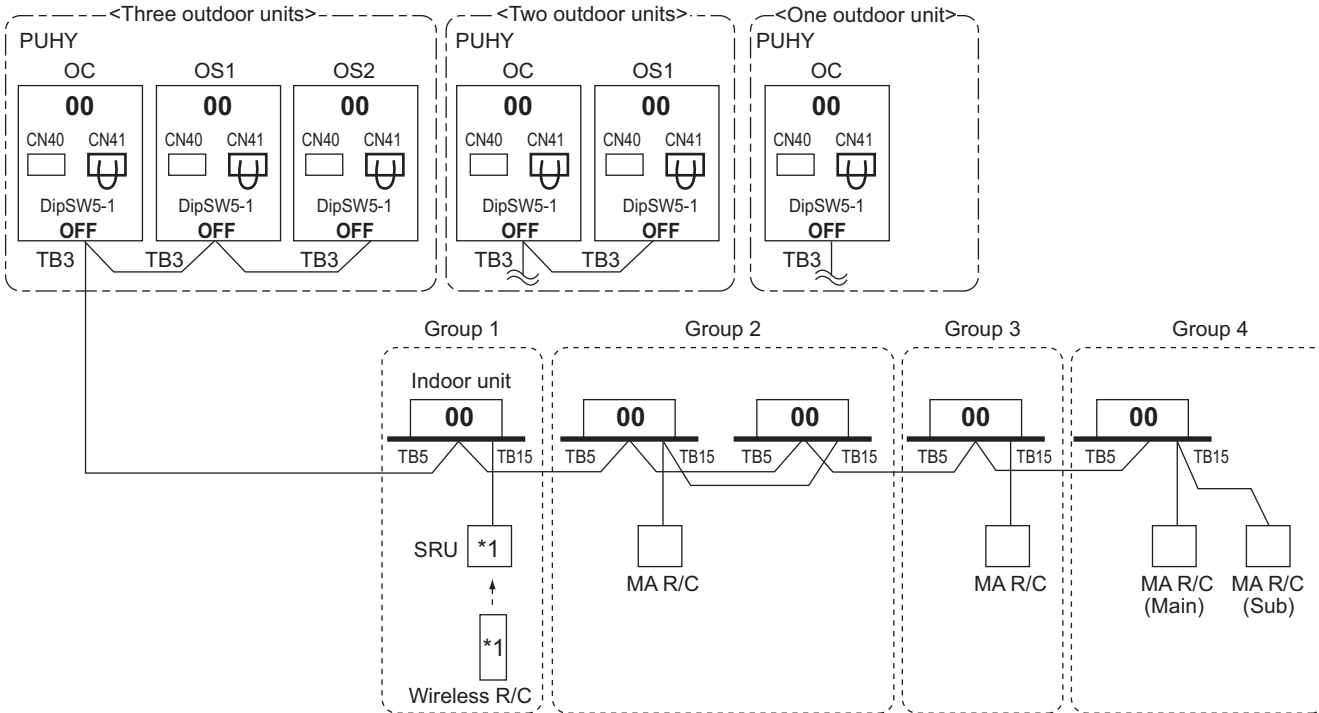 <Three outdoor units> <Two outdoor units> <One outdoor unit>
PUHY PUHY PUHY
OC OS1 OS2 OC OS1 OC
00 00 00 00 00 00
CN40 CN41 CN40 CN41 CN40 CN41 CN40 CN41 CN40 CN41 CN40 CN41
DipSW5-1 DipSW5-1 DipSW5-1 DipSW5-1 DipSW5-1 DipSW5-1
OFF OFF OFF OFF OFF OFF
TB3 TB3 TB3 TB3 TB3 TB3
Group 1 Group 2 Group 3 Group 4
Indoor unit
00 00 00 00 00
TB5 TB15 TB5 TB15 TB5 TB15 TB5 TB15 TB5 TB15
SRU *1
MA R/C MA R/C MA R/C (Main) MA R/C (Sub)
*1
Wireless R/C